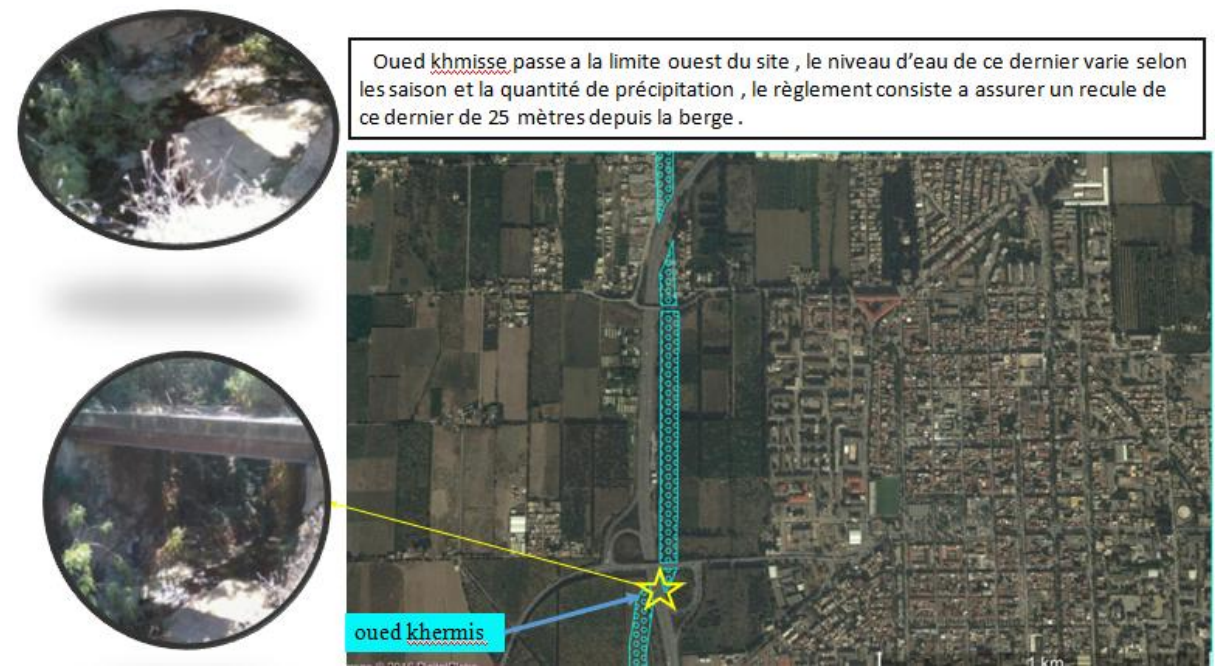 Oued khmisse passe a la limite ouest du site , le niveau d’eau de ce dernier varie selon
les saison et la quantité de précipitation , le règlement consiste a assurer un recule de
ce dernier de 25 mètres depuis la berge .
oued khermis
1 km